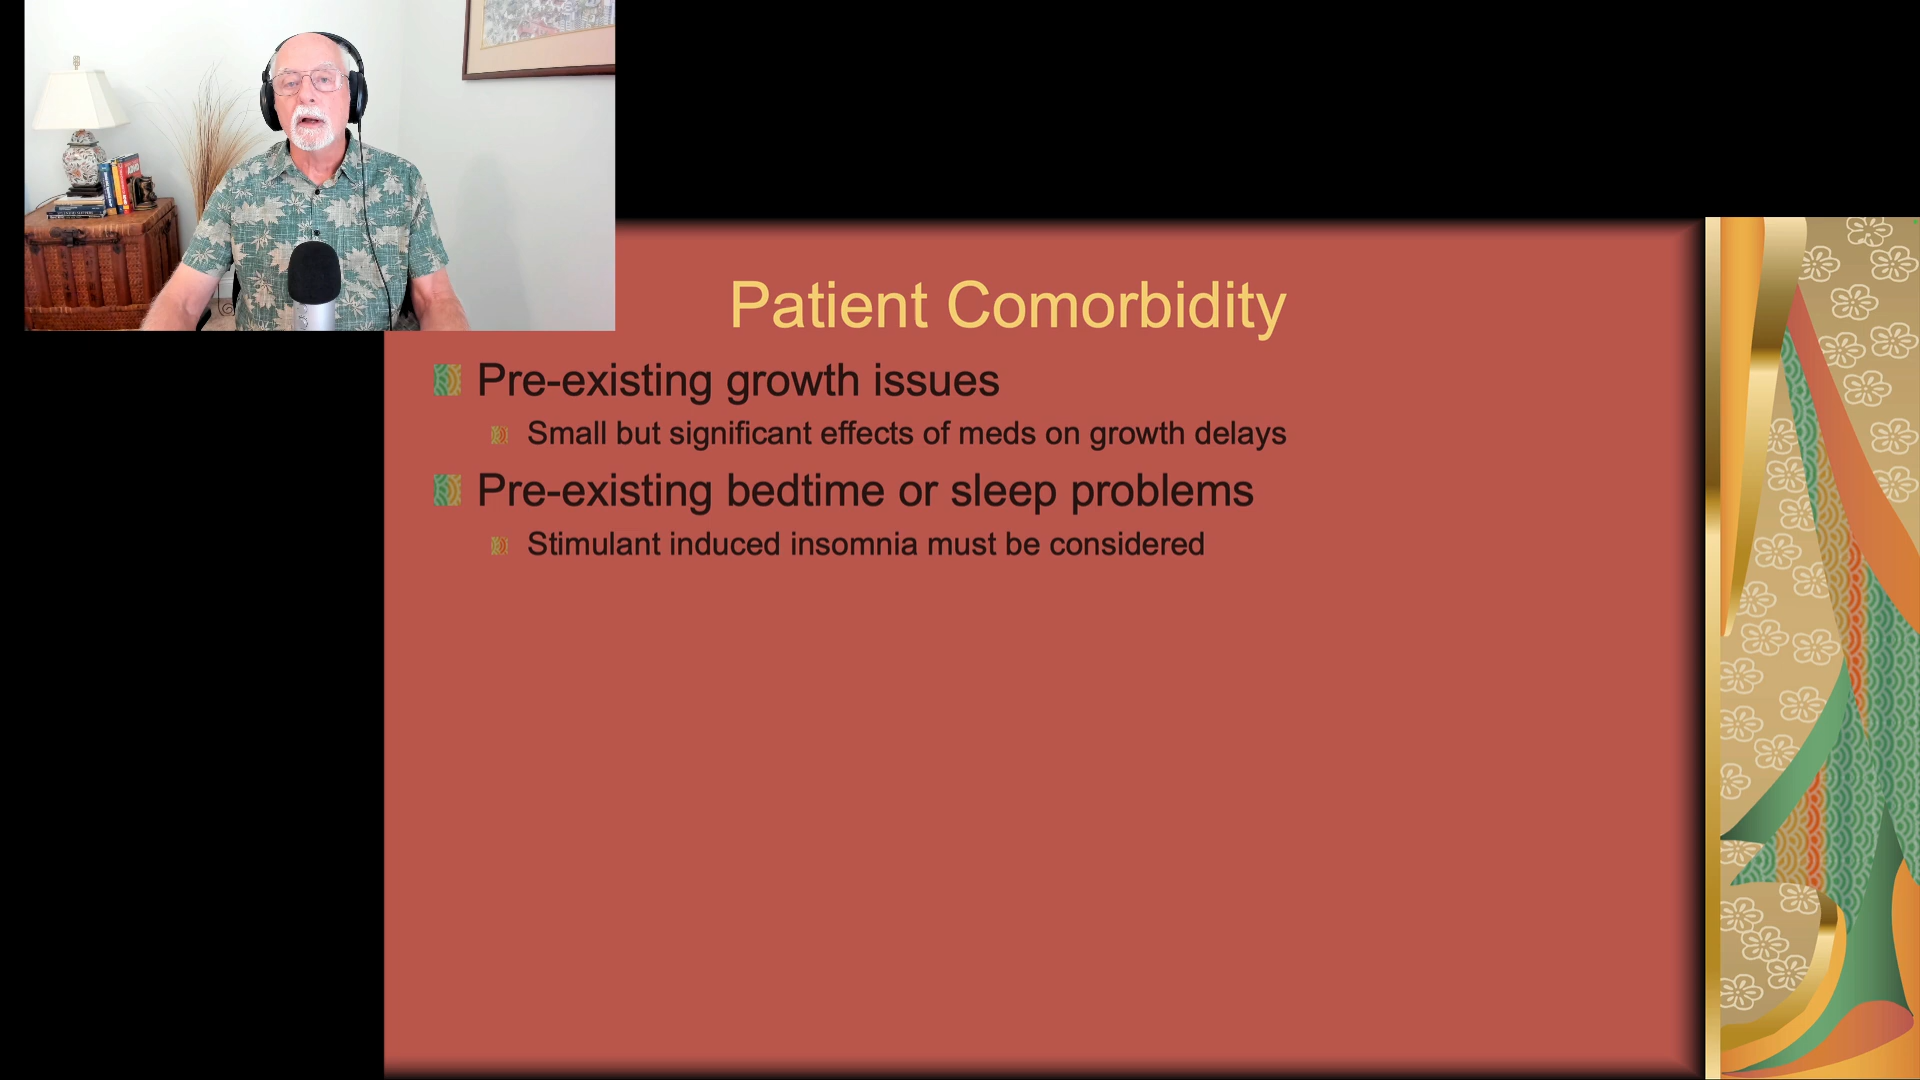 Patient Comorbidity
Pre-existing growth issues
Small but significant effects of meds on growth delays
Pre-existing bedtime or sleep problems
Stimulant induced insomnia must be considered